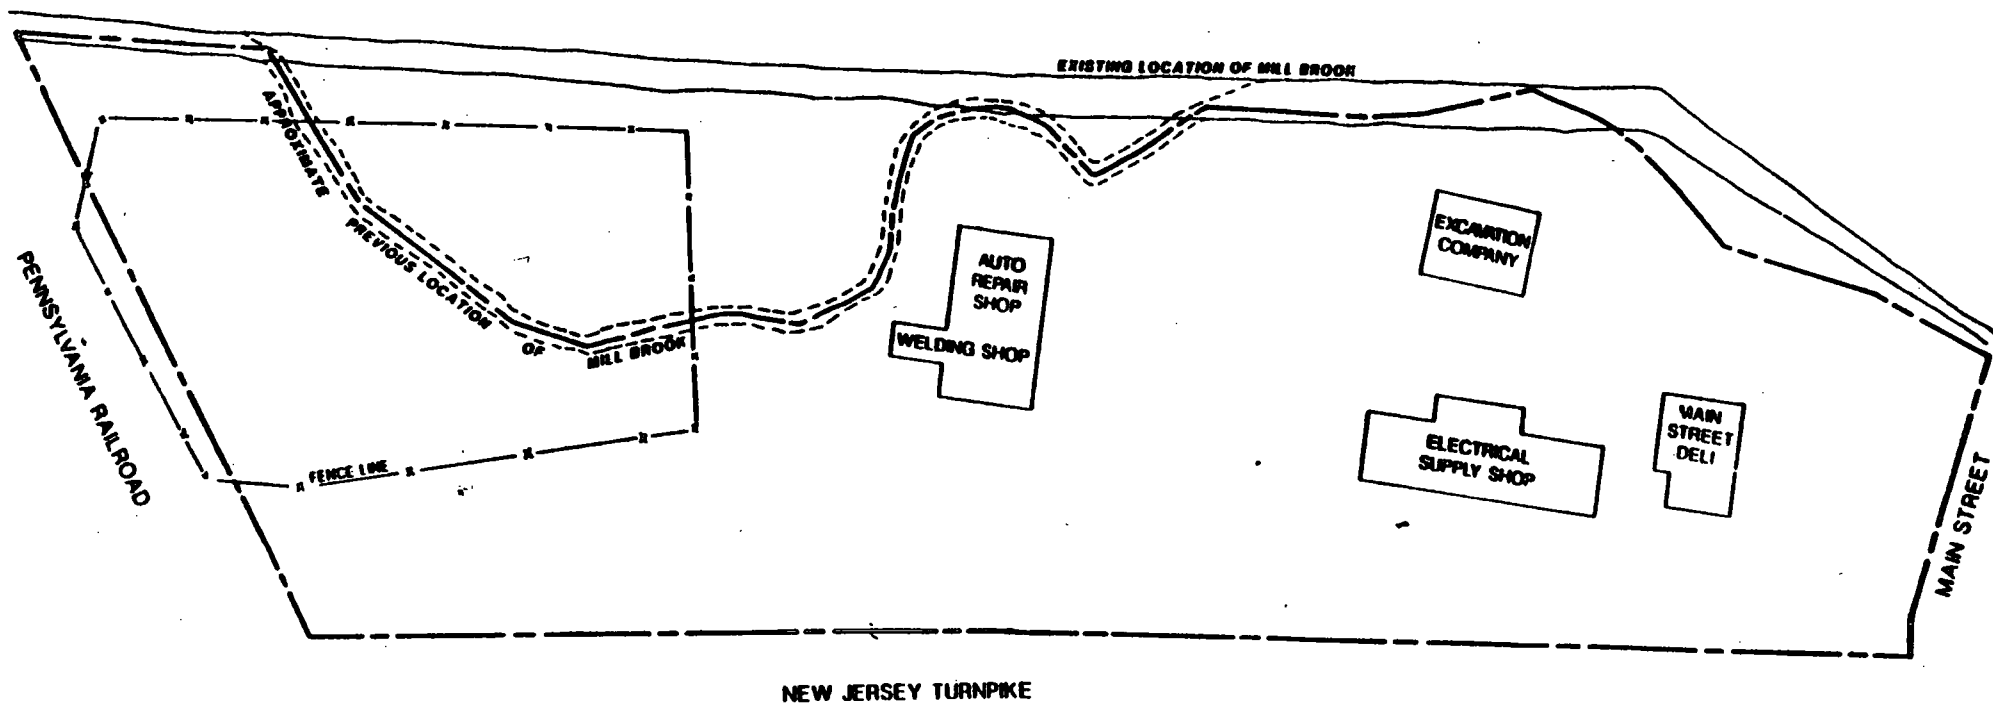 EXISTING LOCATION OF MILL BROOK
APPROXIMATE
PREVIOUS LOCATION
OF
MILL BROOK
PENNSYLVANIA RAILROAD
FENCE LINE
AUTO
REPAIR
SHOP
WELDING SHOP
EXCAVATION
COMPANY
ELECTRICAL
SUPPLY SHOP
MAIN
STREET
DELI
MAIN STREET
NEW JERSEY TURNPIKE